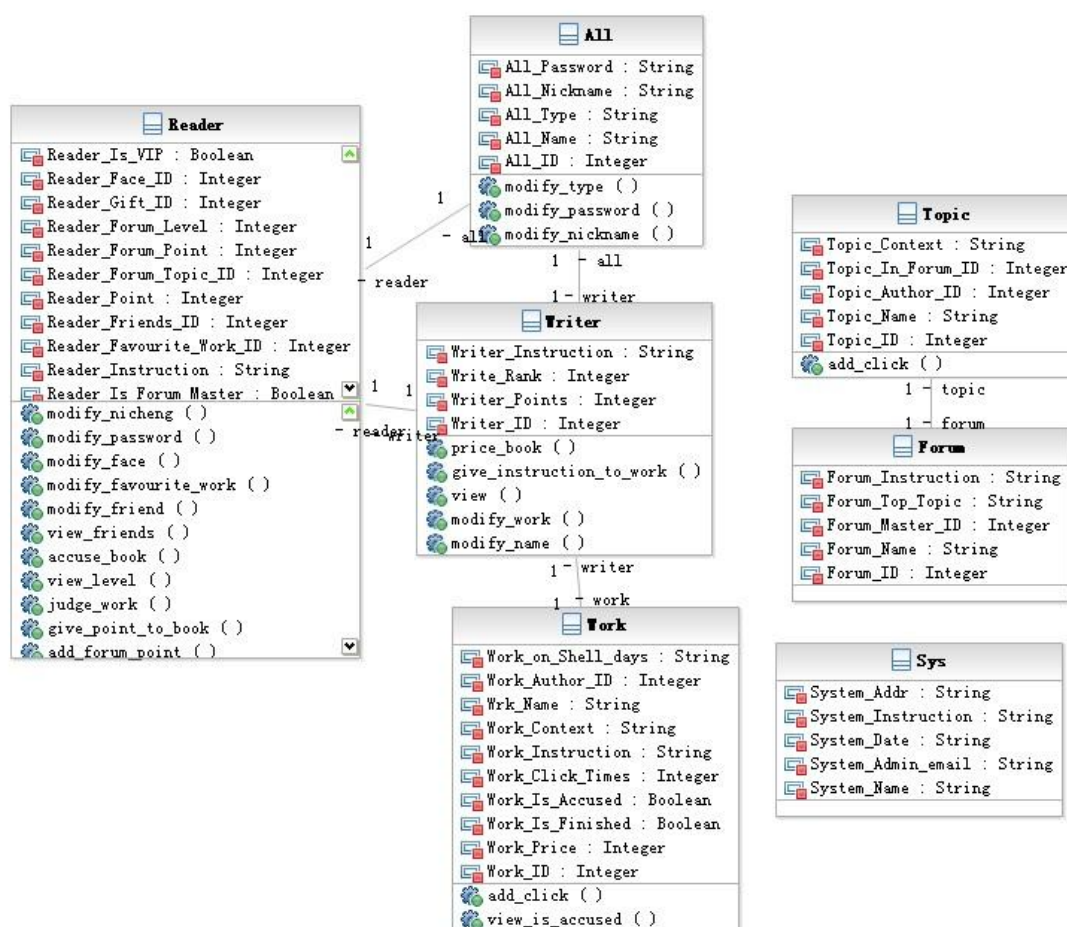 All
All_Password : String
All_Nickname : String
All_Type : String
All_Name : String
All_ID : Integer
modify_type ( )
modify_password ( )
modify_nickname ( )
Reader
Reader_Is_VIP : Boolean
Reader_Face_ID : Integer
Reader_Gift_ID : Integer
Reader_Forum_Level : Integer
Reader_Forum_Point : Integer
Reader_Forum_Topic_ID : Integer
Reader_Point : Integer
Reader_Friends_ID : Integer
Reader_Favourite_Work_ID : Integer
Reader_Instruction : String
Reader_Is_Forum_Master : Boolean
modify_nicheng ( )
modify_password ( )
modify_face ( )
modify_favourite_work ( )
modify_friend ( )
view_friends ( )
accuse_book ( )
view_level ( )
judge_work ( )
give_point_to_book ( )
add_forum_point ( )
1
- all
1
- reader
1 - all
1 - writer
Writer
Writer_Instruction : String
Write_Rank : Integer
Writer_Points : Integer
Writer_ID : Integer
price_book ( )
give_instruction_to_work ( )
view ( )
modify_work ( )
modify_name ( )
1
1
- reader
- writer
1 - writer
1 - work
Work
Work_on_Shell_days : String
Work_Author_ID : Integer
Wrk_Name : String
Work_Context : String
Work_Instruction : String
Work_Click_Times : Integer
Work_Is_Accused : Boolean
Work_Is_Finished : Boolean
Work_Price : Integer
Work_ID : Integer
add_click ( )
view_is_accused ( )
Topic
Topic_Context : String
Topic_In_Forum_ID : Integer
Topic_Author_ID : Integer
Topic_Name : String
Topic_ID : Integer
add_click ( )
1 - topic
1 - forum
Forum
Forum_Instruction : String
Forum_Top_Topic : String
Forum_Master_ID : Integer
Forum_Name : String
Forum_ID : Integer
Sys
System_Addr : String
System_Instruction : String
System_Date : String
System_Admin_email : String
System_Name : String